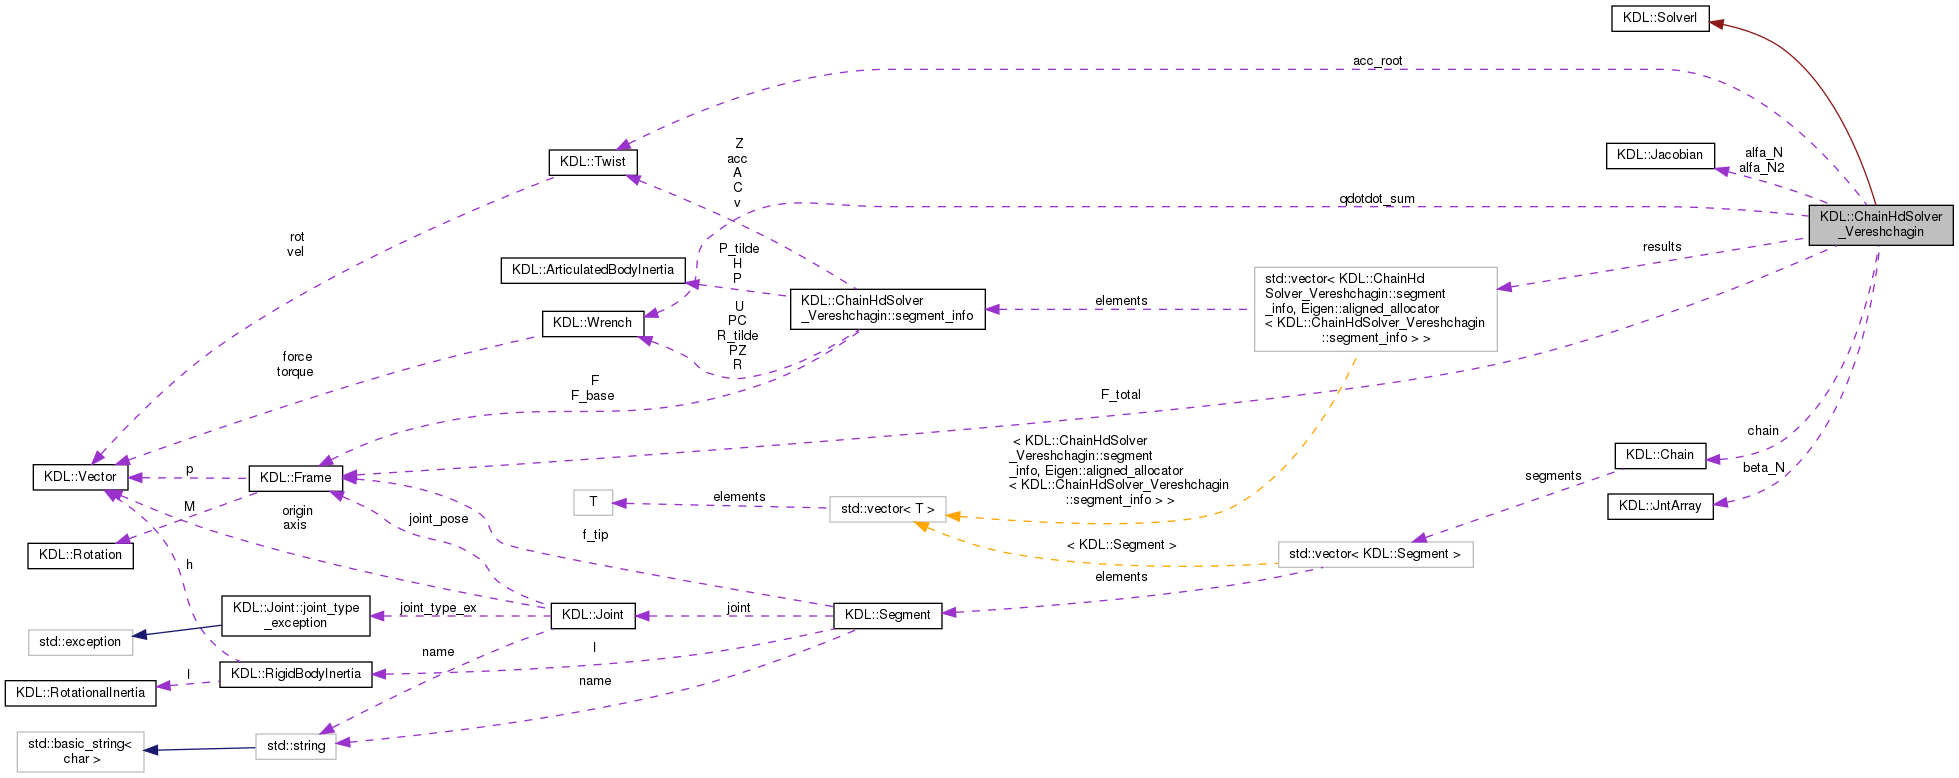 KDL::SolverI
acc_root
KDL::Twist
Z
acc
A
C
v
KDL::Jacobian
alfa_N
alfa_N2
qdotdot_sum
KDL::ChainHdSolver
_Vereshchagin
rot
vel
results
KDL::ArticulatedBodyInertia
P_tilde
H
P
KDL::ChainHdSolver
_Vereshchagin::segment_info
elements
std::vector< KDL::ChainHd
Solver_Vereshchagin::segment
_info, Eigen::aligned_allocator
< KDL::ChainHdSolver_Vereshchagin
::segment_info > >
KDL::Wrench
U
PC
R_tilde
PZ
R
force
torque
F
F_base
F_total
chain
KDL::Chain
beta_N
KDL::JntArray
< KDL::ChainHdSolver
_Vereshchagin::segment
_info, Eigen::aligned_allocator
< KDL::ChainHdSolver_Vereshchagin
::segment_info > >
segments
KDL::Vector
p
KDL::Frame
T
elements
std::vector< T >
M
origin
axis
joint_pose
f_tip
< KDL::Segment >
std::vector< KDL::Segment >
elements
KDL::Rotation
h
KDL::Joint::joint_type
_exception
joint_type_ex
KDL::Joint
joint
KDL::Segment
std::exception
name
I
KDL::RigidBodyInertia
I
KDL::RotationalInertia
name
std::basic_string<
char >
std::string